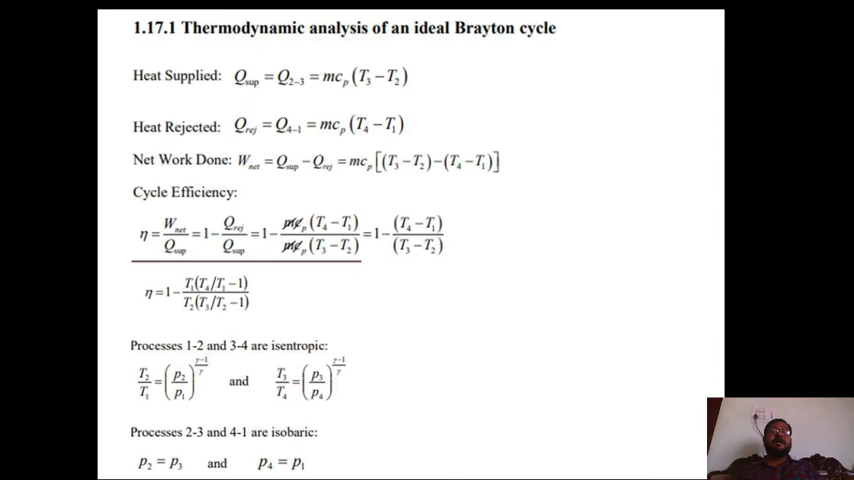 1.17.1 Thermodynamic analysis of an ideal Brayton cycle
Heat Supplied: Q_sup = Q_2–3 = mc_p (T_3 − T_2)
Heat Rejected: Q_rej = Q_4–1 = mc_p (T_4 − T_1)
Net Work Done: W_net = Q_sup − Q_rej = mc_p [(T_3 − T_2) − (T_4 − T_1)]
Cycle Efficiency:
η = W_net/Q_sup = 1 − Q_rej/Q_sup = 1 − mc_p (T_4 − T_1)/mc_p (T_3 − T_2) = 1 − (T_4 − T_1)/(T_3 − T_2)
η = 1 − T_1(T_4/T_1 − 1)/T_2(T_3/T_2 − 1)
Processes 1-2 and 3-4 are isentropic:
T_2/T_1 = (p_2/p_1)^((γ−1)/γ) and T_3/T_4 = (p_3/p_4)^((γ−1)/γ)
Processes 2-3 and 4-1 are isobaric:
p_2 = p_3 and p_4 = p_1